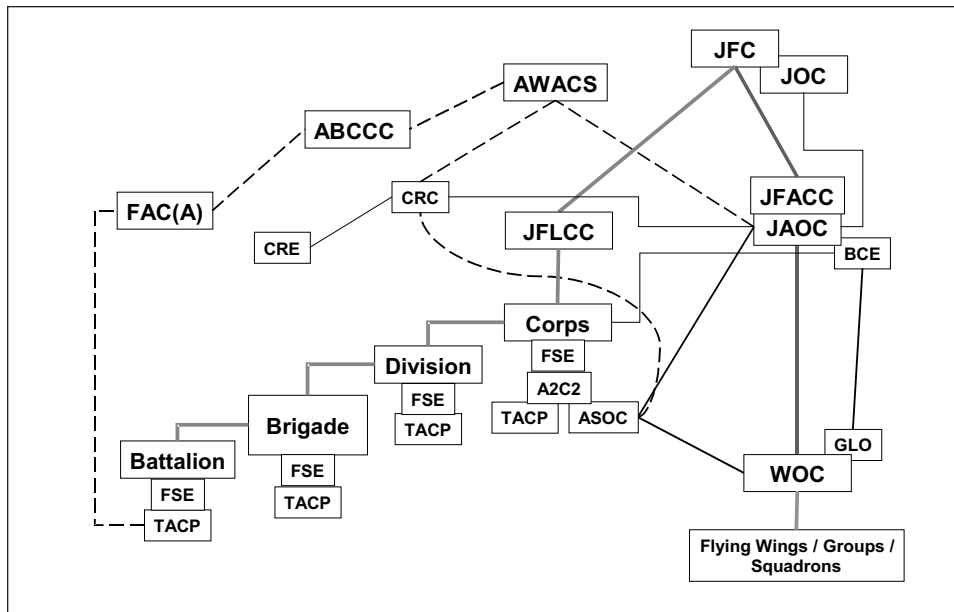 JFC
JOC
AWACS
ABCCC
CRC
JFACC
FAC(A)
JFLCC
JAOC
CRE
BCE
Corps
FSE
Division
A2C2
FSE
TACP
ASOC
Brigade
TACP
GLO
Battalion
FSE
WOC
FSE
TACP
TACP
Flying Wings / Groups /
Squadrons